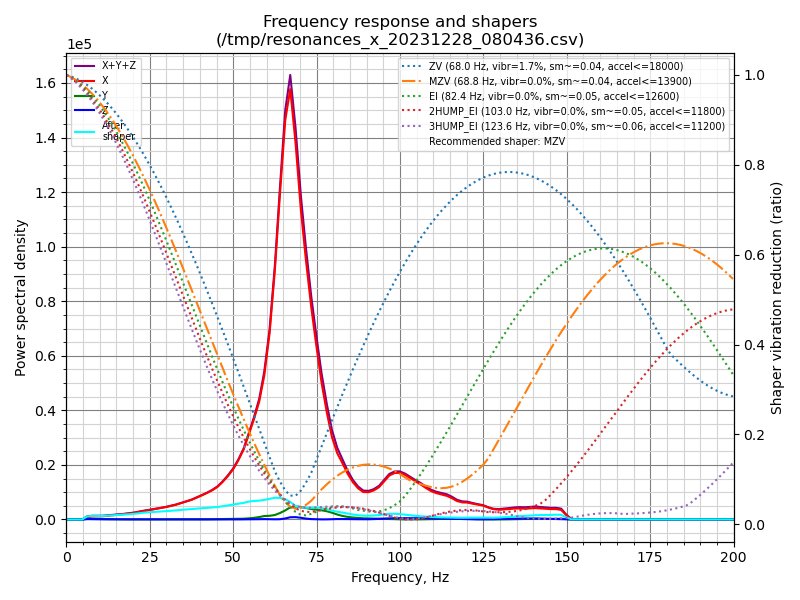 Frequency response and shapers
(/tmp/resonances_x_20231228_080436.csv)
1e5
X+Y+Z
X
Y
Z
After
shaper
ZV (68.0 Hz, vibr=1.7%, sm~=0.04, accel<=18000)
MZV (68.8 Hz, vibr=0.0%, sm~=0.04, accel<=13900)
EI (82.4 Hz, vibr=0.0%, sm~=0.05, accel<=12600)
2HUMP_EI (103.0 Hz, vibr=0.0%, sm~=0.05, accel<=11800)
3HUMP_EI (123.6 Hz, vibr=0.0%, sm~=0.06, accel<=11200)
Recommended shaper: MZV
Power spectral density
1.6
1.4
1.2
1.0
0.8
0.6
0.4
0.2
0.0
1.0
0.8
0.6
0.4
0.2
0.0
Shaper vibration reduction (ratio)
0 25 50 75 100 125 150 175 200
Frequency, Hz